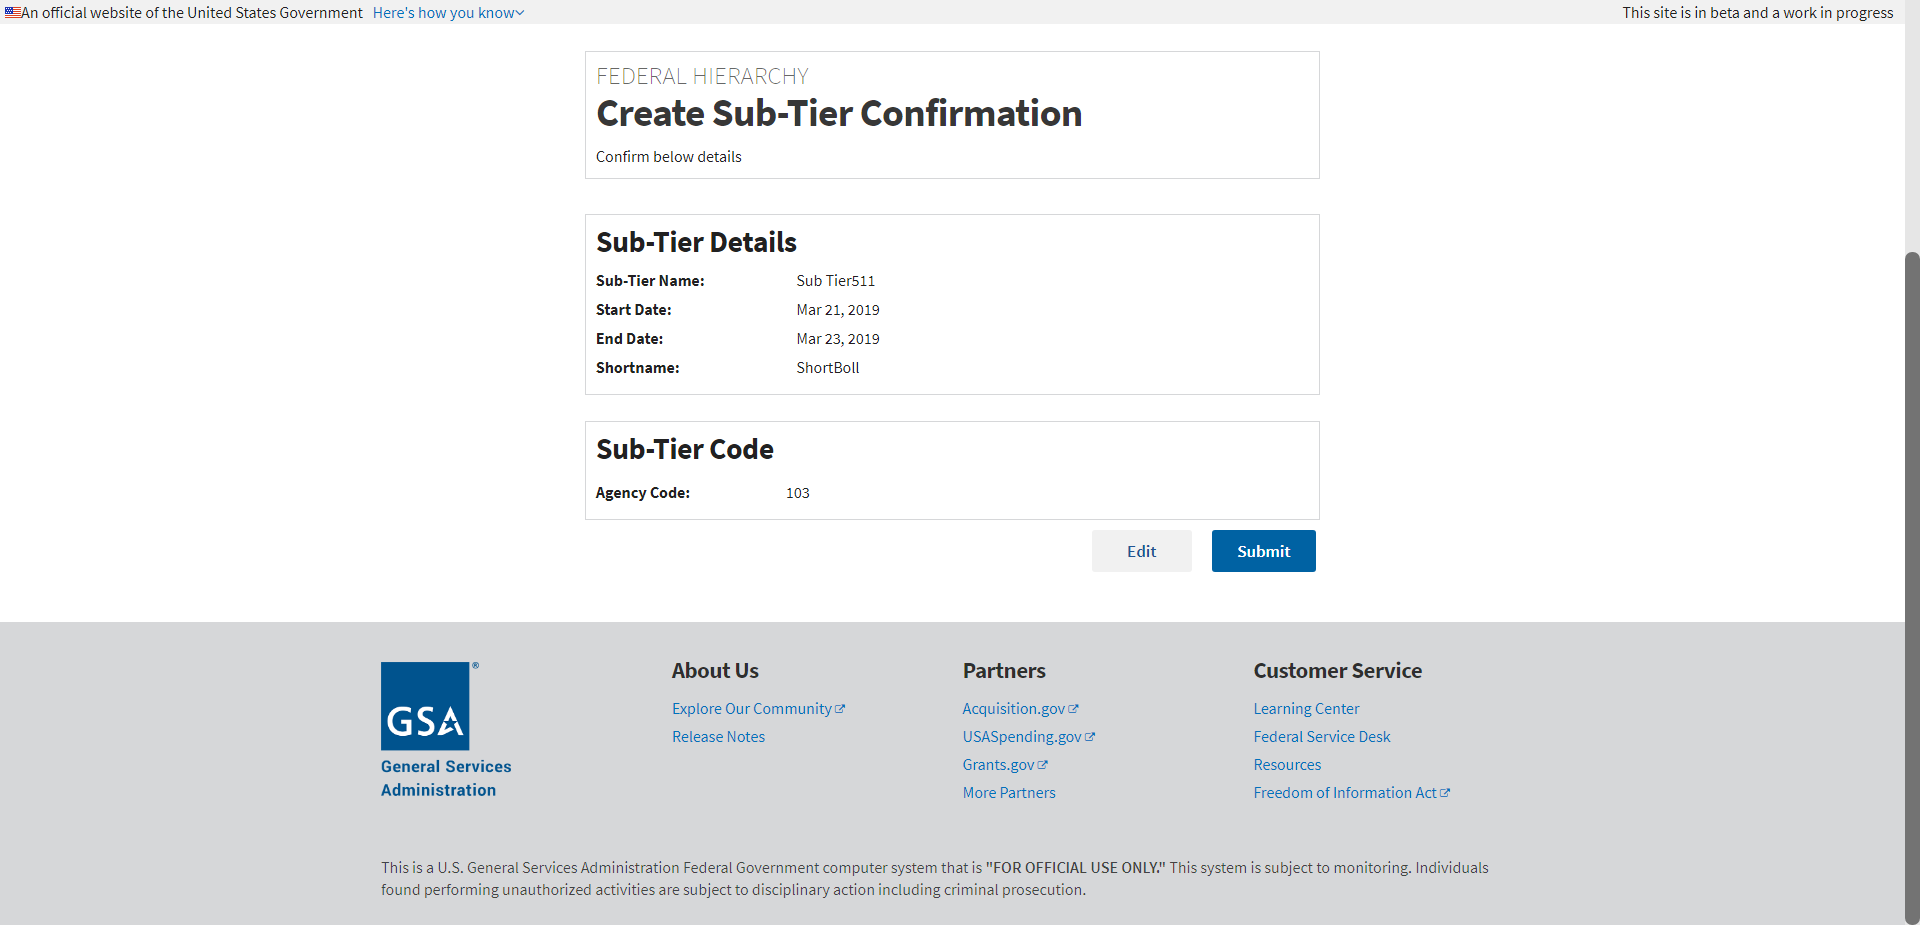 An official website of the United States Government Here's how you know
This site is in beta and a work in progress
FEDERAL HIERARCHY
Create Sub-Tier Confirmation
Confirm below details
Sub-Tier Details
Sub-Tier Name: Sub Tier511
Start Date: Mar 21, 2019
End Date: Mar 23, 2019
Shortname: ShortBoll
Sub-Tier Code
Agency Code: 103
Edit Submit
GSA®
General Services
Administration
About Us
Explore Our Community
Release Notes
Partners
Acquisition.gov
USASpending.gov
Grants.gov
More Partners
Customer Service
Learning Center
Federal Service Desk
Resources
Freedom of Information Act
This is a U.S. General Services Administration Federal Government computer system that is "FOR OFFICIAL USE ONLY." This system is subject to monitoring. Individuals
found performing unauthorized activities are subject to disciplinary action including criminal prosecution.